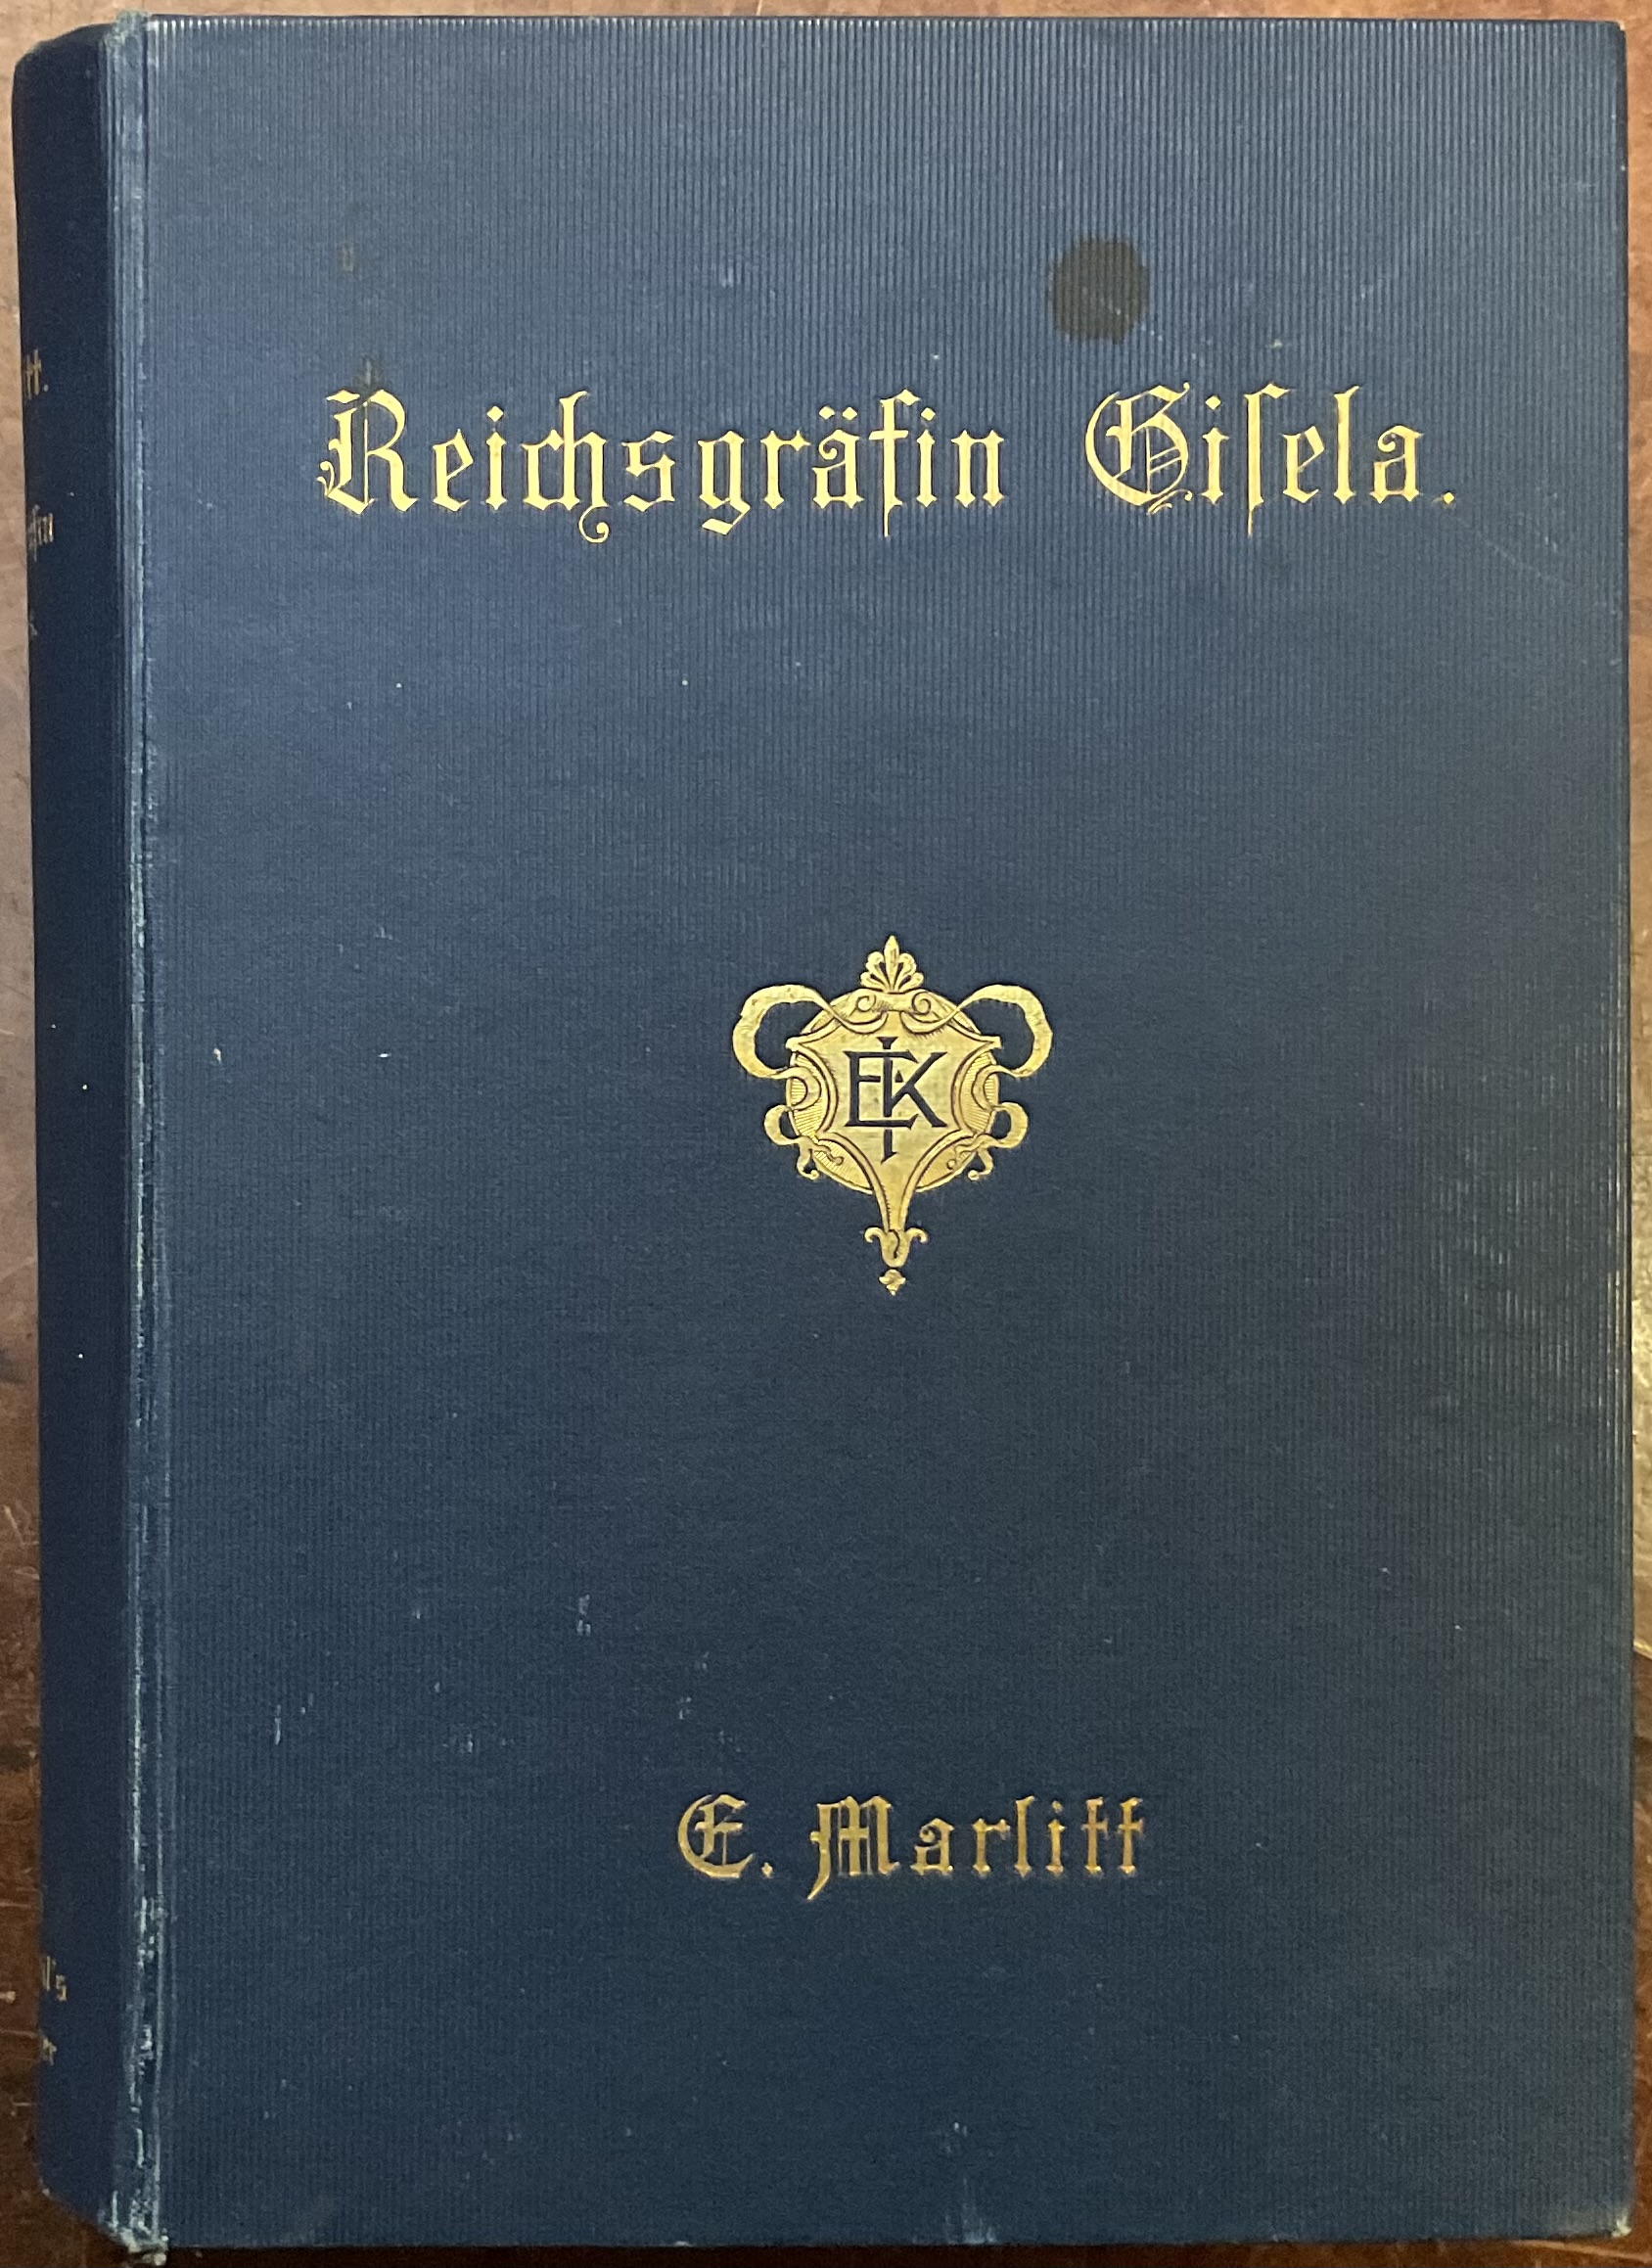 Reichsgräfin Giſela.
EK
E. Marlitt